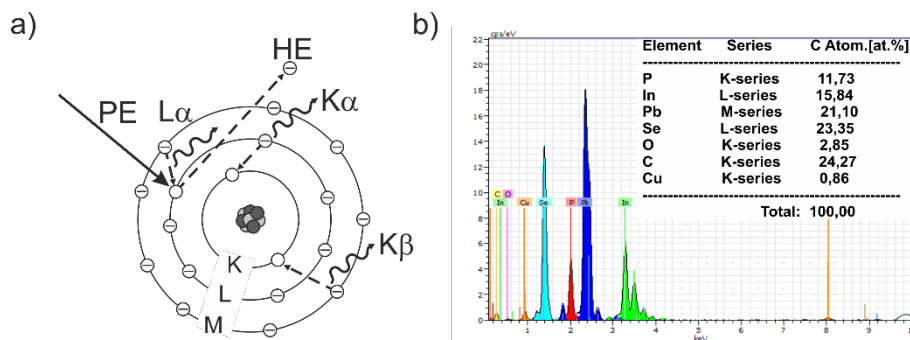 a)
HE
PE
Lα
Kα
Kβ
K
L
M
b)
cps/eV
22
20
18
16
14
12
10
8
6
4
2
0
Element Series C Atom.[at.%]
P K-series 11,73
In L-series 15,84
Pb M-series 21,10
Se L-series 23,35
O K-series 2,85
C K-series 24,27
Cu K-series 0,86
Total: 100,00
C O
In Cu Se P Pb In
1 2 3 4 5 6 7 8 9
keV